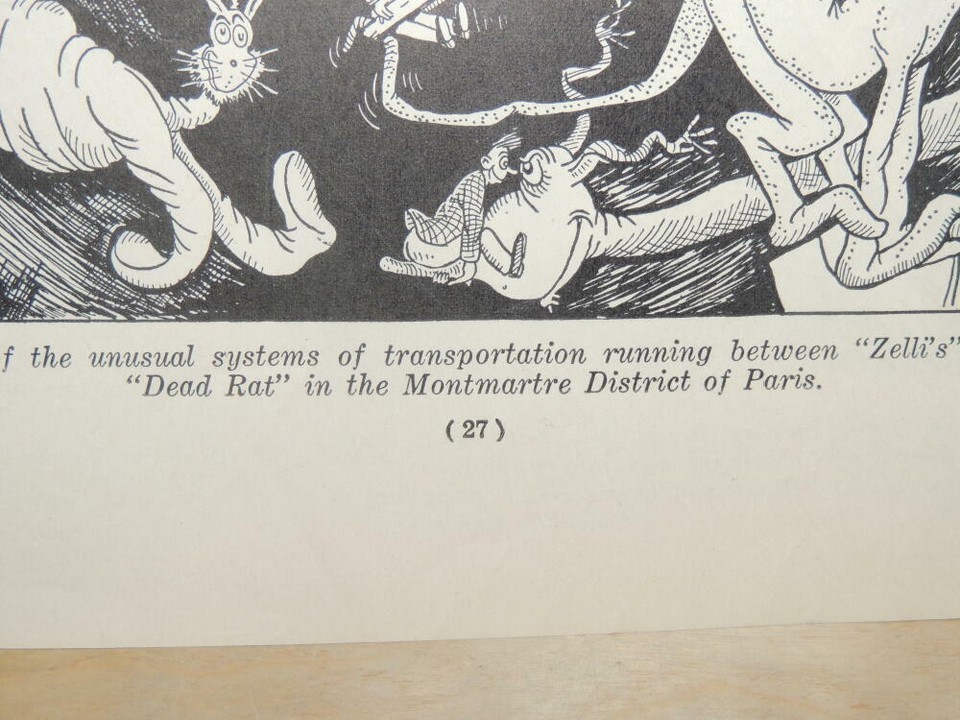 f the unusual systems of transportation running between “Zelli’s”
“Dead Rat” in the Montmartre District of Paris.
(27)